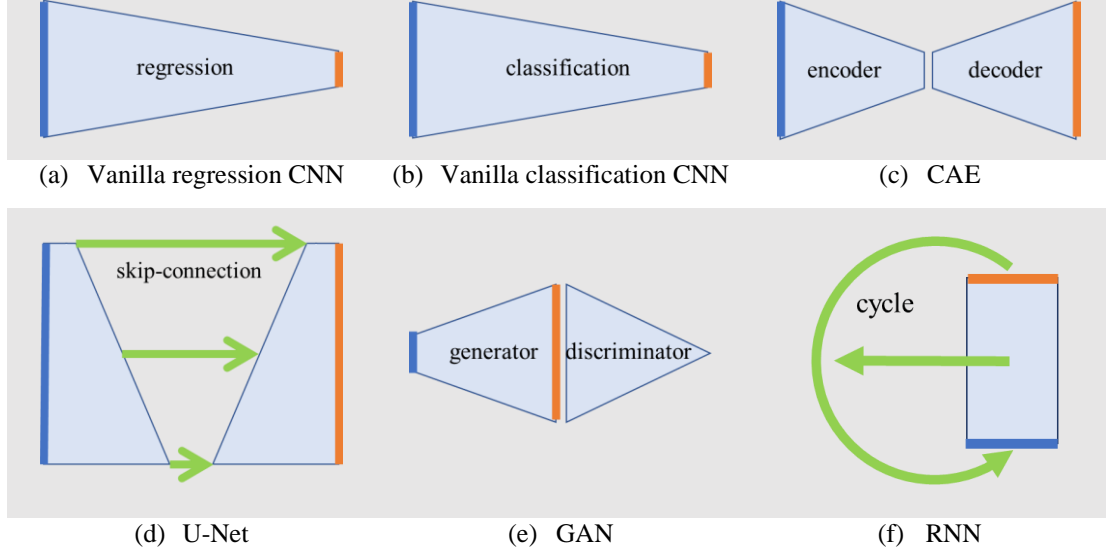 regression
classification
encoder
decoder
(a) Vanilla regression CNN
(b) Vanilla classification CNN
(c) CAE
skip-connection
generator
discriminator
cycle
(d) U-Net
(e) GAN
(f) RNN